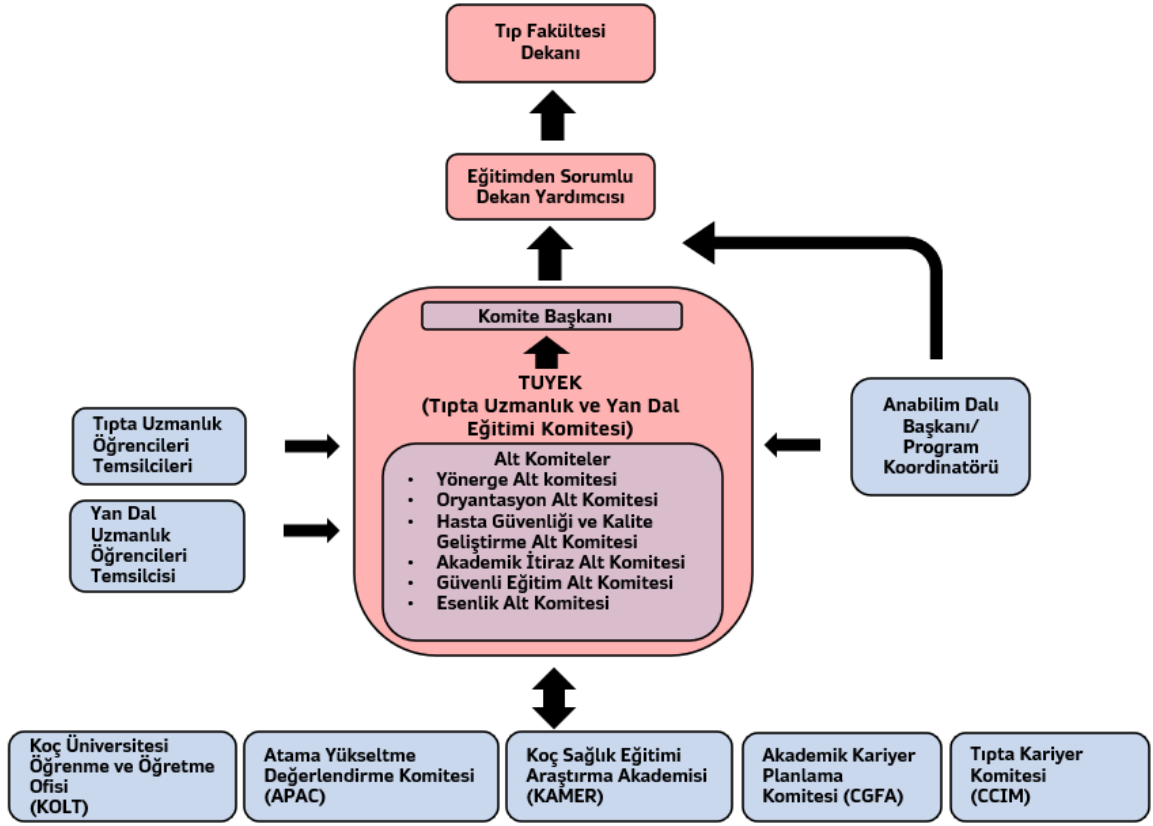 Tıp Fakültesi
Dekanı
Eğitimden Sorumlu
Dekan Yardımcısı
Komite Başkanı
TUYEK
(Tıpta Uzmanlık ve Yan Dal
Eğitimi Komitesi)
Alt Komiteler
• Yönerge Alt komitesi
• Oryantasyon Alt Komitesi
• Hasta Güvenliği ve Kalite
Geliştirme Alt Komitesi
• Akademik İtiraz Alt Komitesi
• Güvenli Eğitim Alt Komitesi
• Esenlik Alt Komitesi
Tıpta Uzmanlık
Öğrencileri
Temsilcileri
Yan Dal
Uzmanlık
Öğrencileri
Temsilcisi
Anabilim Dalı
Başkanı/
Program
Koordinatörü
Koç Üniversitesi
Öğrenme ve Öğretme
Ofisi
(KOLT)
Atama Yükseltme
Değerlendirme Komitesi
(APAC)
Koç Sağlık Eğitimi
Araştırma Akademisi
(KAMER)
Akademik Kariyer
Planlama
Komitesi (CGFA)
Tıpta Kariyer
Komitesi
(CCIM)